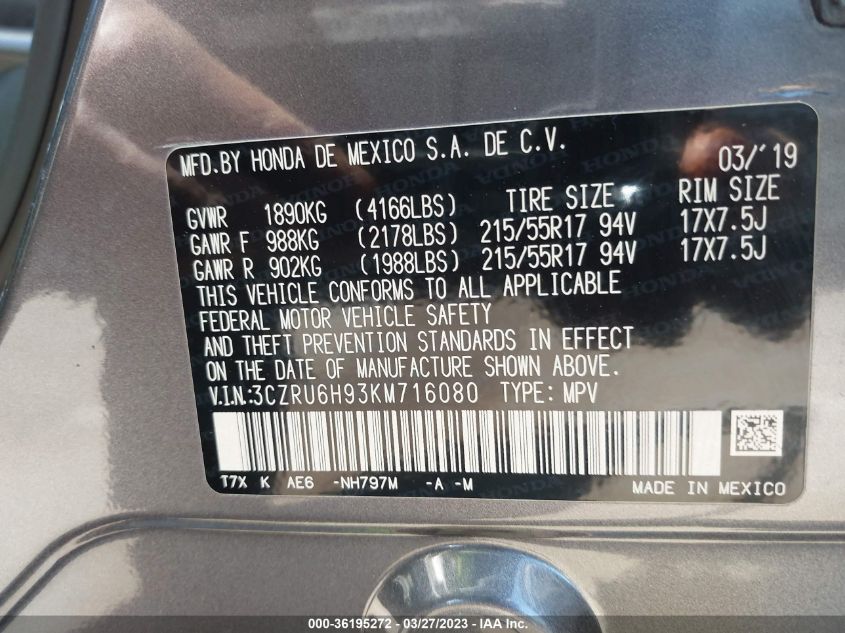 MFD.BY HONDA DE MEXICO S.A. DE C.V. 03/'19
TIRE SIZE RIM SIZE
GVWR 1890KG (4166LBS)
GAWR F 988KG (2178LBS) 215/55R17 94V 17X7.5J
GAWR R 902KG (1988LBS) 215/55R17 94V 17X7.5J
THIS VEHICLE CONFORMS TO ALL APPLICABLE
FEDERAL MOTOR VEHICLE SAFETY
AND THEFT PREVENTION STANDARDS IN EFFECT
ON THE DATE OF MANUFACTURE SHOWN ABOVE.
V.I.N.:3CZRU6H93KM716080 TYPE: MPV
T7X K AE6 -NH797M -A -M
MADE IN MEXICO
000-36195272 - 03/27/2023 - IAA Inc.